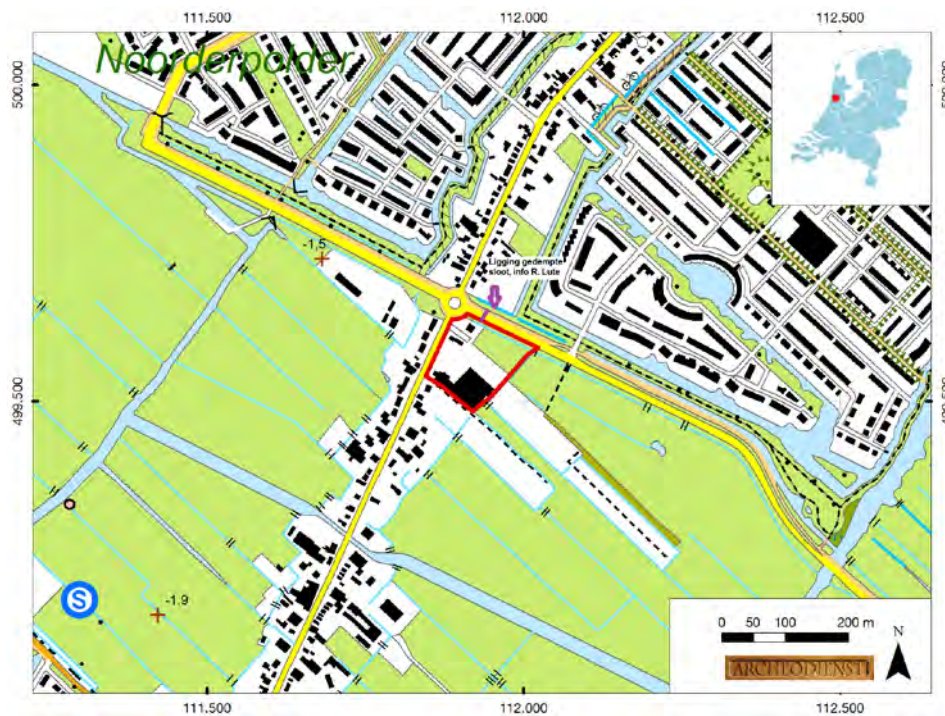 111.500 112.000 112.500
Noorderpolder
500.000
-1,5
Ligging gedempte
sloot, info R. Lute
499.500
-1.9
S
0 50 100 200 m
N
ARCHEODIENST
111.500 112.000 112.500